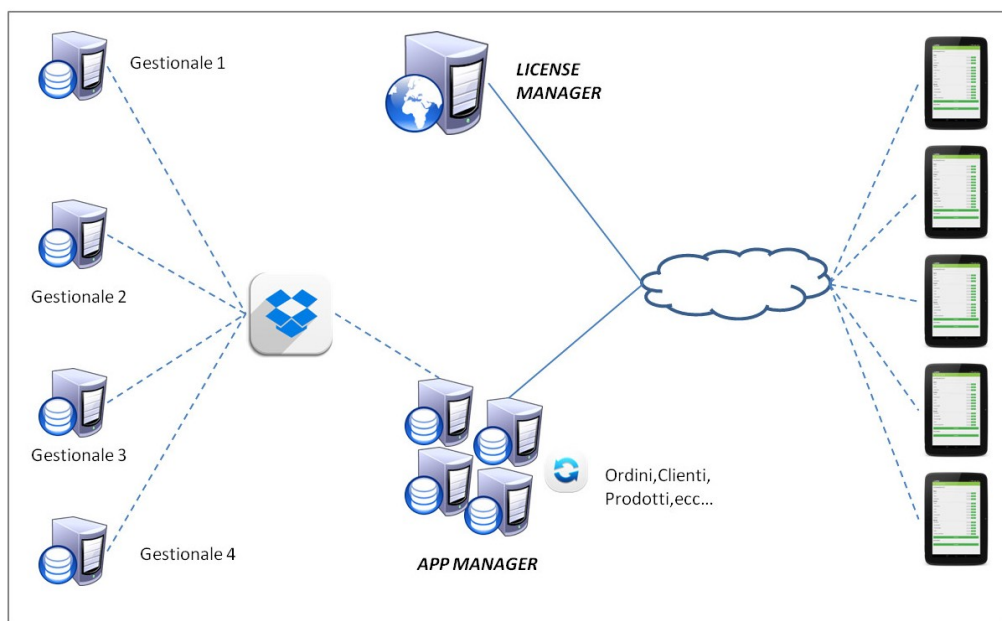 Gestionale 1
LICENSE
MANAGER
Gestionale 2
Gestionale 3
Ordini,Clienti,
Prodotti,ecc...
Gestionale 4
APP MANAGER